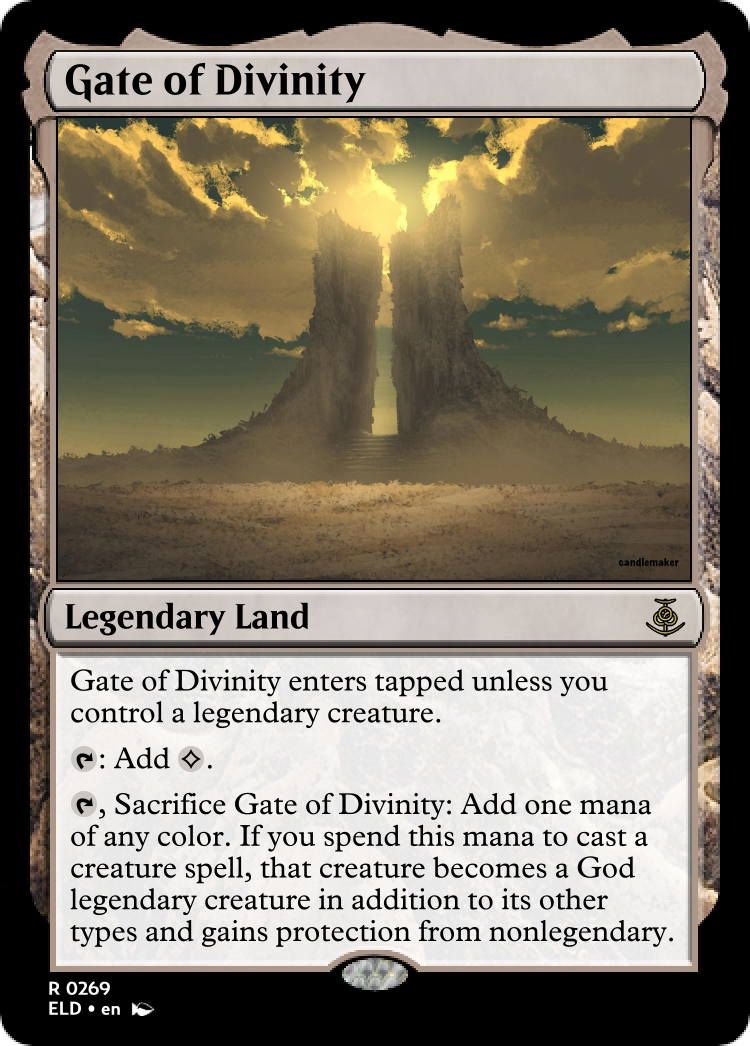 Gate of Divinity
candlemaker
Legendary Land
Gate of Divinity enters tapped unless you
control a legendary creature.
: Add .
, Sacrifice Gate of Divinity: Add one mana
of any color. If you spend this mana to cast a
creature spell, that creature becomes a God
legendary creature in addition to its other
types and gains protection from nonlegendary.
R 0269
ELD • en